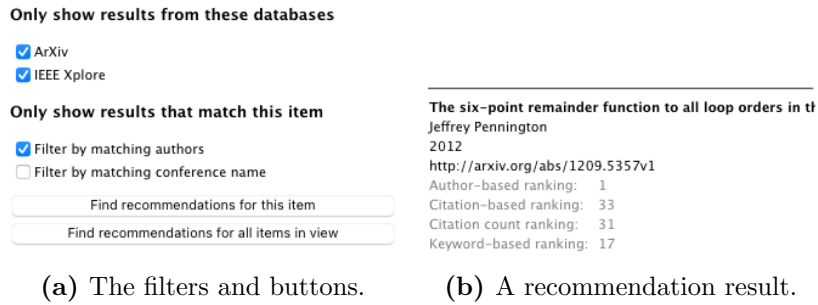 Only show results from these databases
ArXiv
IEEE Xplore
Only show results that match this item
Filter by matching authors
Filter by matching conference name
Find recommendations for this item
Find recommendations for all items in view
(a) The filters and buttons.
The six-point remainder function to all loop orders in th
Jeffrey Pennington
2012
http://arxiv.org/abs/1209.5357v1
Author-based ranking: 1
Citation-based ranking: 33
Citation count ranking: 31
Keyword-based ranking: 17
(b) A recommendation result.